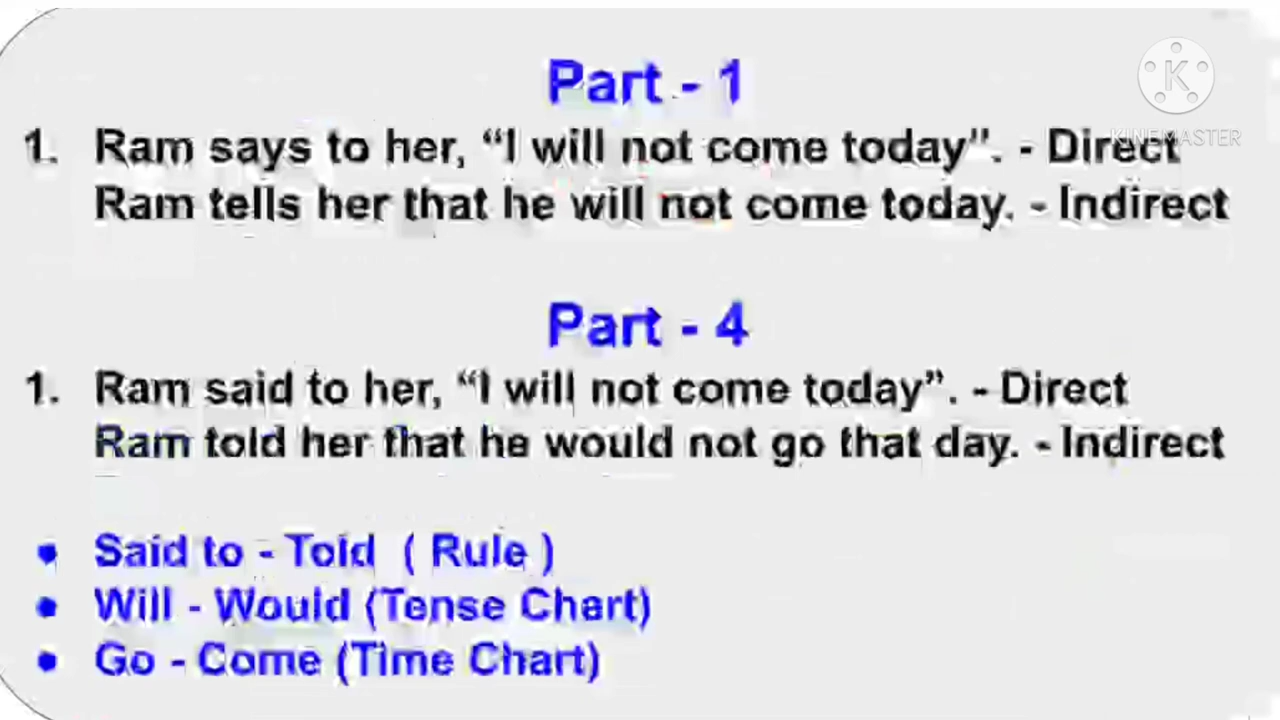 Part - 1
1. Ram says to her, “I will not come today”. - Direct
Ram tells her that he will not come today. - Indirect
Part - 4
1. Ram said to her, “I will not come today”. - Direct
Ram told her that he would not go that day. - Indirect
• Said to - Told ( Rule )
• Will - Would (Tense Chart)
• Go - Come (Time Chart)
K
KINEMASTER